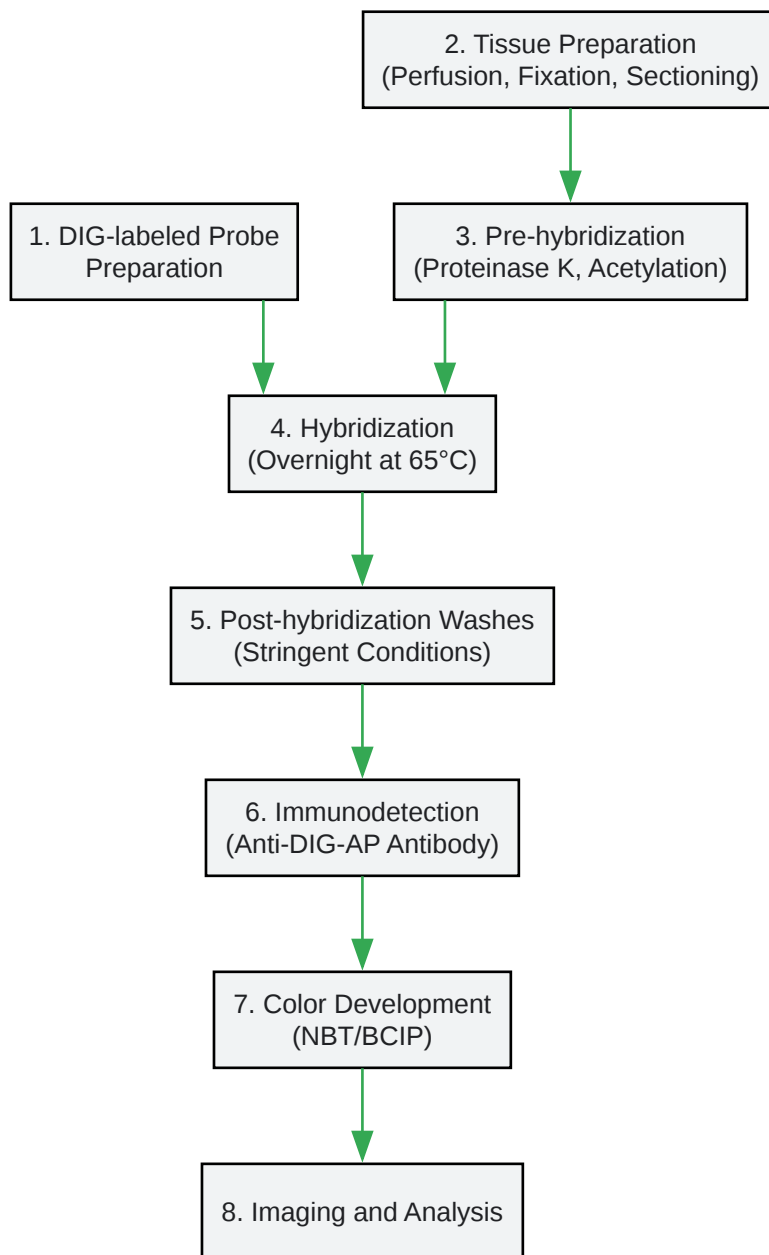 2. Tissue Preparation
(Perfusion, Fixation, Sectioning)
1. DIG-labeled Probe
Preparation
3. Pre-hybridization
(Proteinase K, Acetylation)
4. Hybridization
(Overnight at 65°C)
5. Post-hybridization Washes
(Stringent Conditions)
6. Immunodetection
(Anti-DIG-AP Antibody)
7. Color Development
(NBT/BCIP)
8. Imaging and Analysis